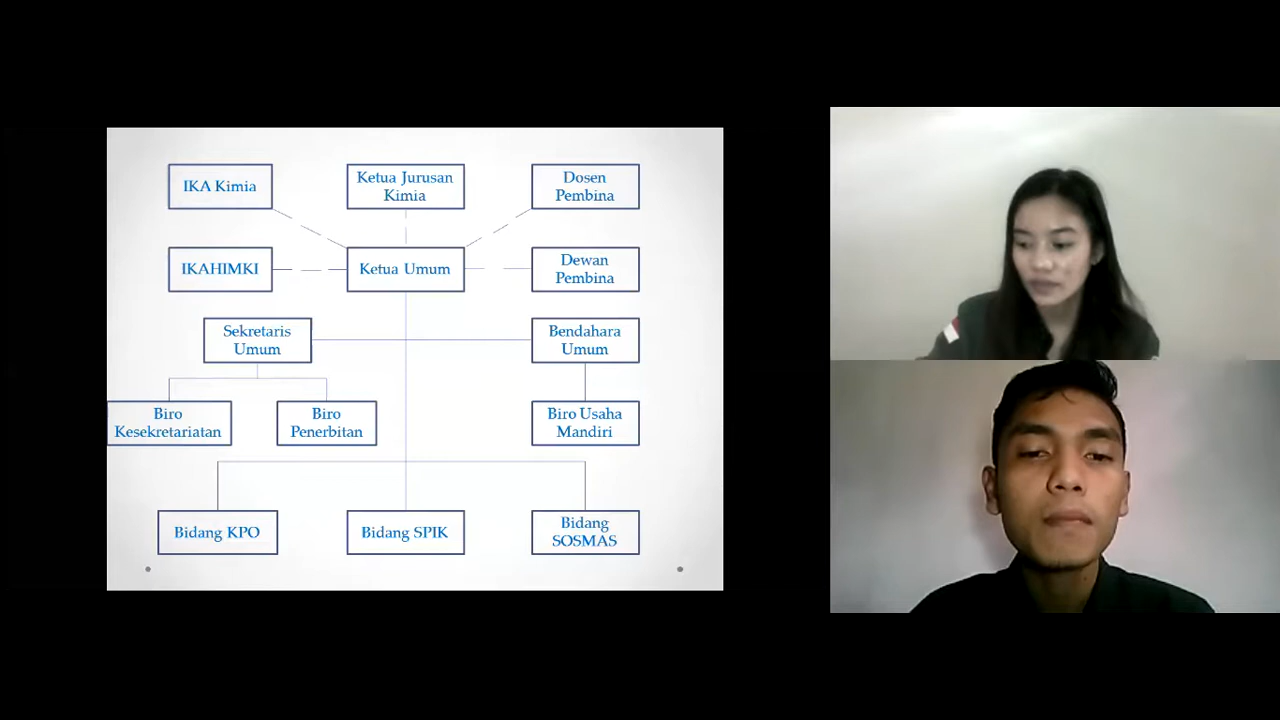 IKA Kimia
Ketua Jurusan
Kimia
Dosen
Pembina
IKAHIMKI
Ketua Umum
Dewan
Pembina
Sekretaris
Umum
Bendahara
Umum
Biro
Kesekretariatan
Biro
Penerbitan
Biro Usaha
Mandiri
Bidang KPO
Bidang SPIK
Bidang
SOSMAS